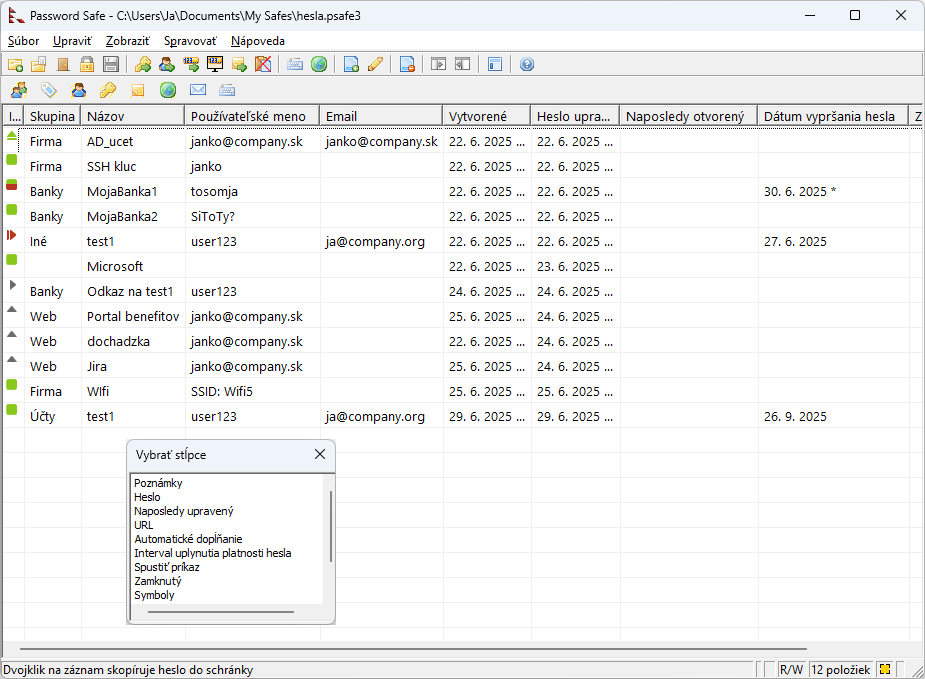 Password Safe - C:\Users\Ja\Documents\My Safes\hesla.psafe3
Súbor Upraviť Zobraziť Spravovať Nápoveda
I... Skupina Názov Používateľské meno Email Vytvorené Heslo upra... Naposledy otvorený Dátum vypršania hesla Z
Firma AD_ucet janko@company.sk janko@company.sk 22. 6. 2025 ... 22. 6. 2025 ...
Firma SSH kluc janko 22. 6. 2025 ... 22. 6. 2025 ...
Banky MojaBanka1 tosomja 22. 6. 2025 ... 22. 6. 2025 ... 30. 6. 2025 *
Banky MojaBanka2 SiToTy? 22. 6. 2025 ... 22. 6. 2025 ...
Iné test1 user123 ja@company.org 22. 6. 2025 ... 22. 6. 2025 ... 27. 6. 2025
Microsoft 22. 6. 2025 ... 23. 6. 2025 ...
Banky Odkaz na test1 user123 24. 6. 2025 ... 24. 6. 2025 ...
Web Portal benefitov janko@company.sk 25. 6. 2025 ... 24. 6. 2025 ...
Web dochadzka janko@company.sk 22. 6. 2025 ... 24. 6. 2025 ...
Web Jira janko@company.sk 25. 6. 2025 ... 24. 6. 2025 ...
Firma WIfi SSID: Wifi5 25. 6. 2025 ... 25. 6. 2025 ...
Účty test1 user123 ja@company.org 29. 6. 2025 ... 29. 6. 2025 ... 26. 9. 2025
Vybrať stĺpce
Poznámky
Heslo
Naposledy upravený
URL
Automatické dopĺňanie
Interval uplynutia platnosti hesla
Spustiť príkaz
Zamknutý
Symboly
Dvojklik na záznam skopíruje heslo do schránky R/W 12 položiek